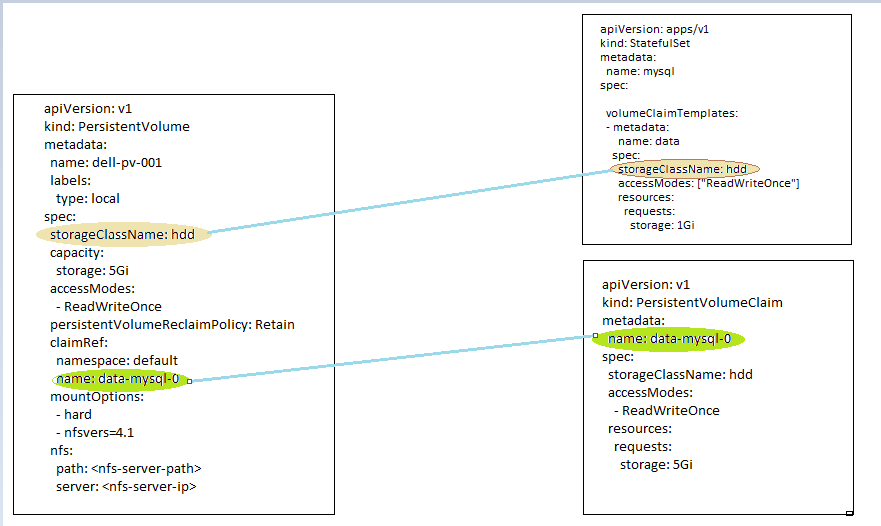 apiVersion: v1
kind: PersistentVolume
metadata:
  name: dell-pv-001
  labels:
    type: local
spec:
  storageClassName: hdd
  capacity:
    storage: 5Gi
  accessModes:
    - ReadWriteOnce
  persistentVolumeReclaimPolicy: Retain
  claimRef:
    namespace: default
    name: data-mysql-0
  mountOptions:
    - hard
    - nfsvers=4.1
  nfs:
    path: <nfs-server-path>
    server: <nfs-server-ip>
apiVersion: apps/v1
kind: StatefulSet
metadata:
  name: mysql
spec:
  volumeClaimTemplates:
  - metadata:
      name: data
    spec:
      storageClassName: hdd
      accessModes: ["ReadWriteOnce"]
      resources:
        requests:
          storage: 1Gi
apiVersion: v1
kind: PersistentVolumeClaim
metadata:
  name: data-mysql-0
spec:
  storageClassName: hdd
  accessModes:
    - ReadWriteOnce
  resources:
    requests:
      storage: 5Gi